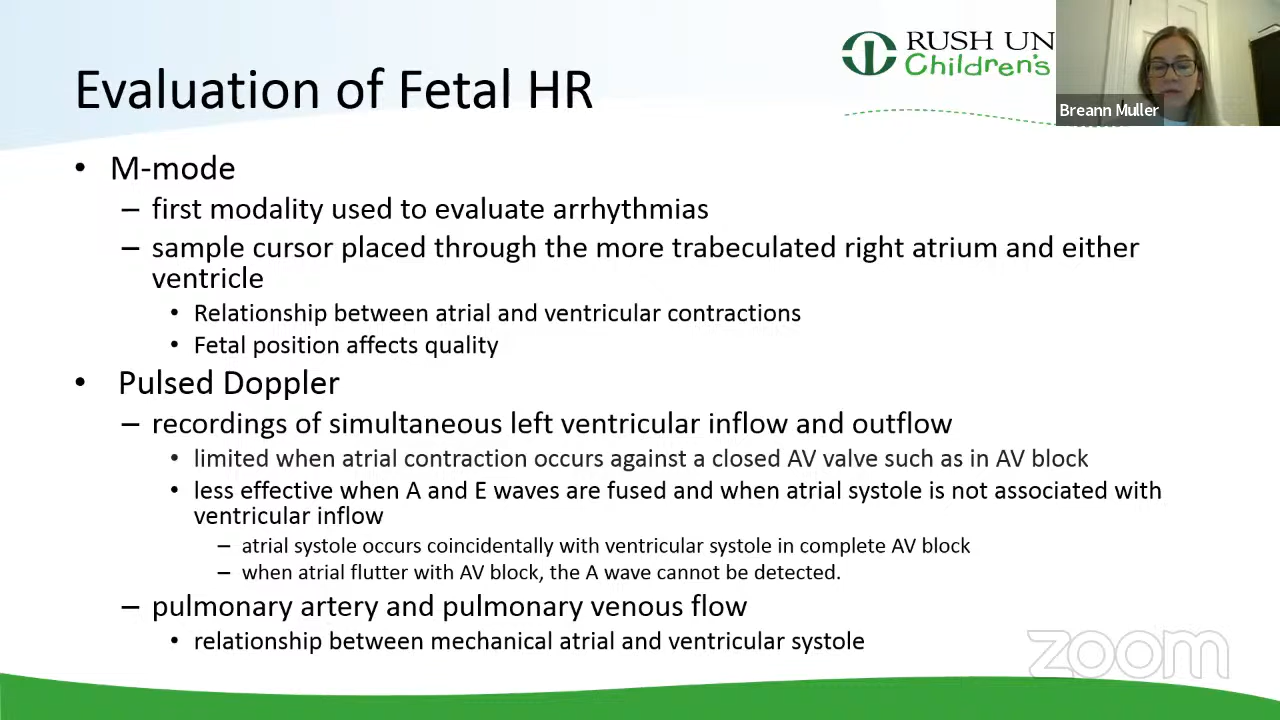 RUSH UN
Children's
Breann Muller
Evaluation of Fetal HR
• M-mode
– first modality used to evaluate arrhythmias
– sample cursor placed through the more trabeculated right atrium and either
ventricle
• Relationship between atrial and ventricular contractions
• Fetal position affects quality
• Pulsed Doppler
– recordings of simultaneous left ventricular inflow and outflow
• limited when atrial contraction occurs against a closed AV valve such as in AV block
• less effective when A and E waves are fused and when atrial systole is not associated with
ventricular inflow
– atrial systole occurs coincidentally with ventricular systole in complete AV block
– when atrial flutter with AV block, the A wave cannot be detected.
– pulmonary artery and pulmonary venous flow
• relationship between mechanical atrial and ventricular systole
zoom